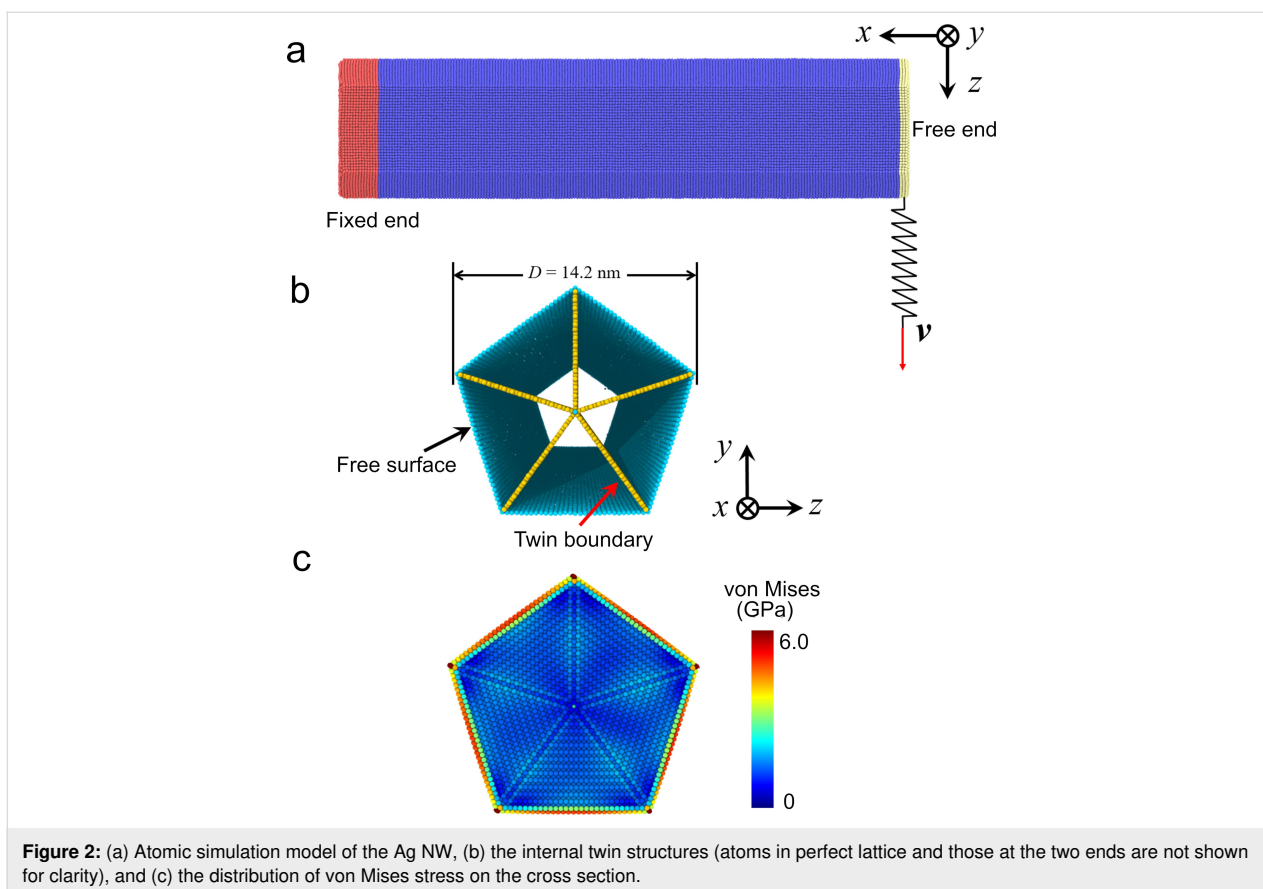 a
x
y
z
Free end
Fixed end
v
b
D = 14.2 nm
Free surface
Twin boundary
y
x
z
c
von Mises
(GPa)
6.0
0
Figure 2: (a) Atomic simulation model of the Ag NW, (b) the internal twin structures (atoms in perfect lattice and those at the two ends are not shown
for clarity), and (c) the distribution of von Mises stress on the cross section.